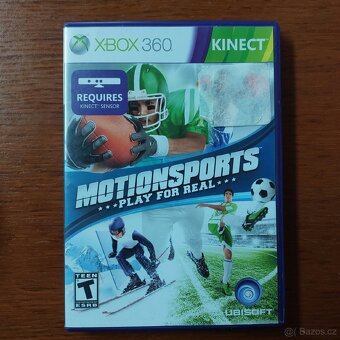 XBOX 360
KINECT
REQUIRES
KINECT SENSOR
MOTIONSPORTS
PLAY FOR REAL
TEEN
T
ESRB
UBISOFT
© Bazos.cz